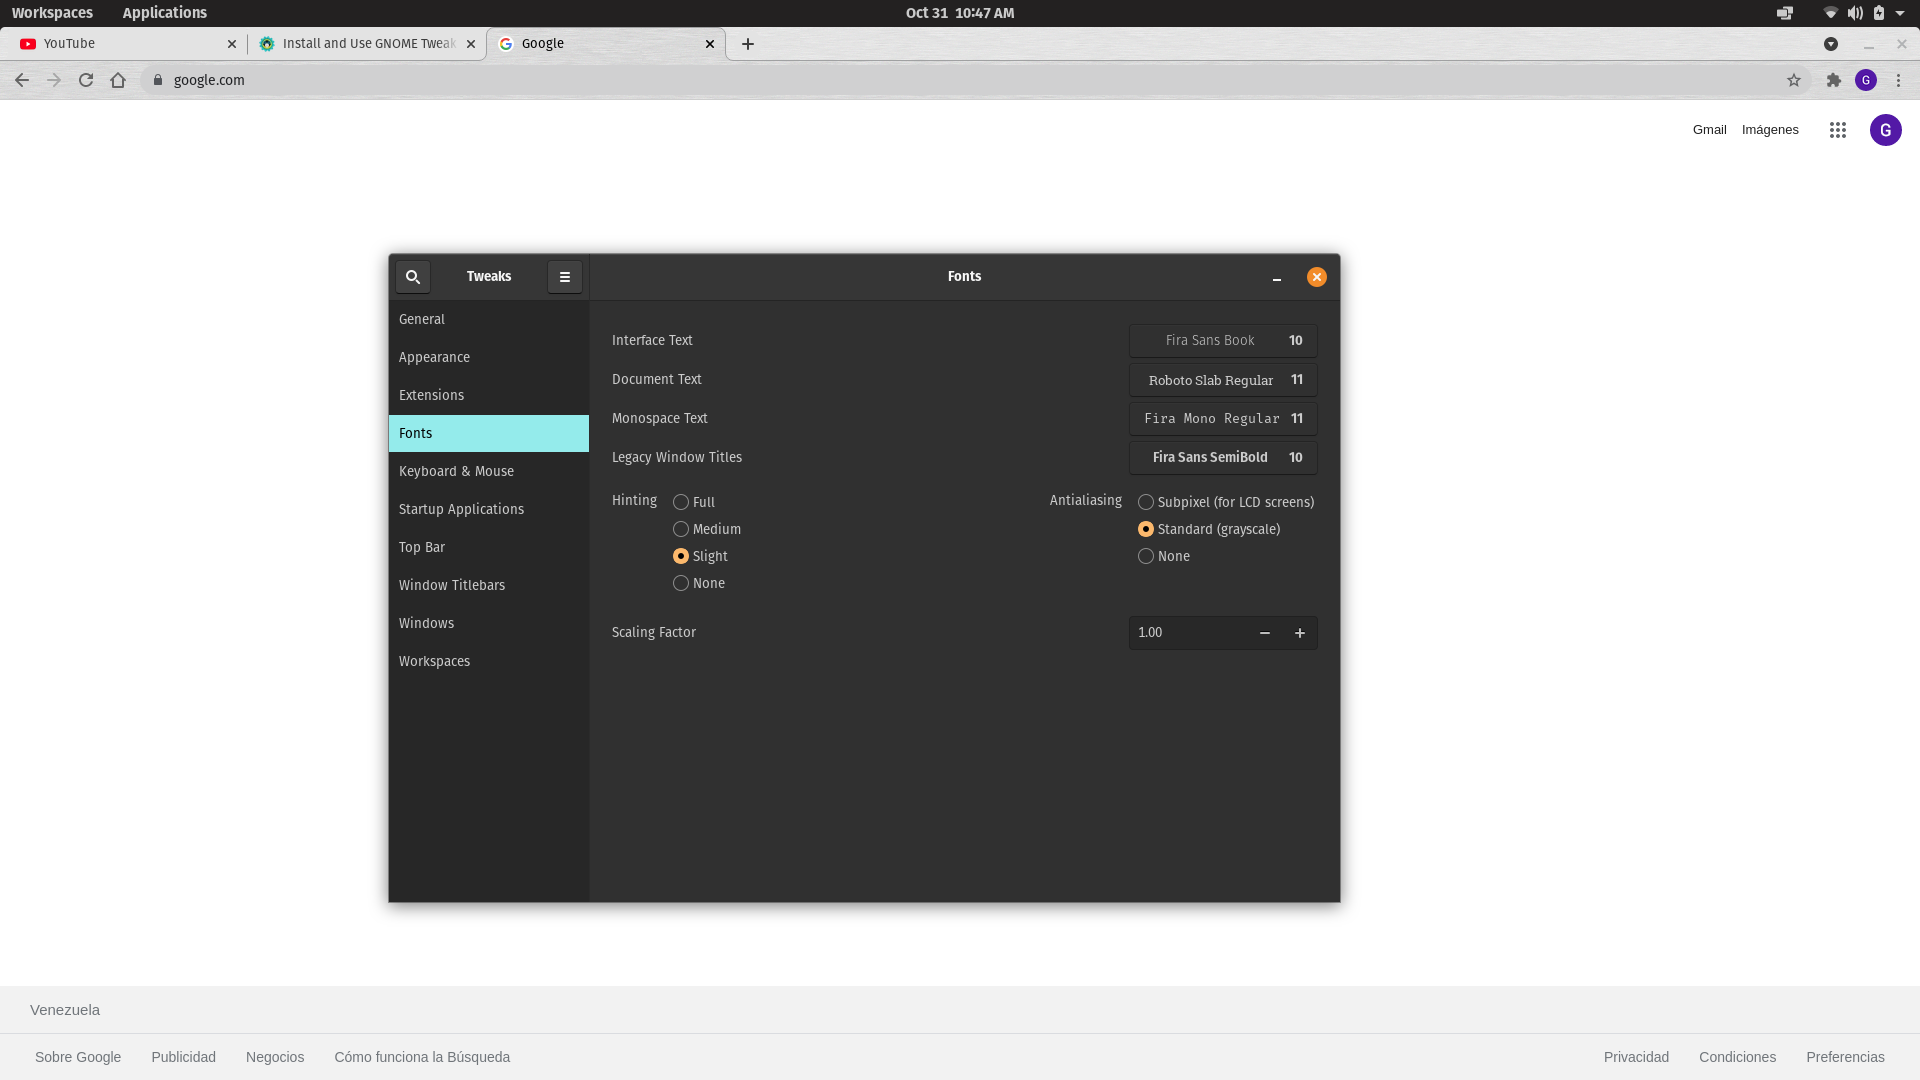 Workspaces Applications Oct 31 10:47 AM
YouTube Install and Use GNOME Tweak Google
google.com G
Gmail Imágenes G
Tweaks Fonts
General
Appearance
Extensions
Fonts
Keyboard & Mouse
Startup Applications
Top Bar
Window Titlebars
Windows
Workspaces
Interface Text Fira Sans Book 10
Document Text Roboto Slab Regular 11
Monospace Text Fira Mono Regular 11
Legacy Window Titles Fira Sans SemiBold 10
Hinting Full Antialiasing Subpixel (for LCD screens)
Medium Standard (grayscale)
Slight None
None
Scaling Factor 1.00
Venezuela
Sobre Google Publicidad Negocios Cómo funciona la Búsqueda Privacidad Condiciones Preferencias